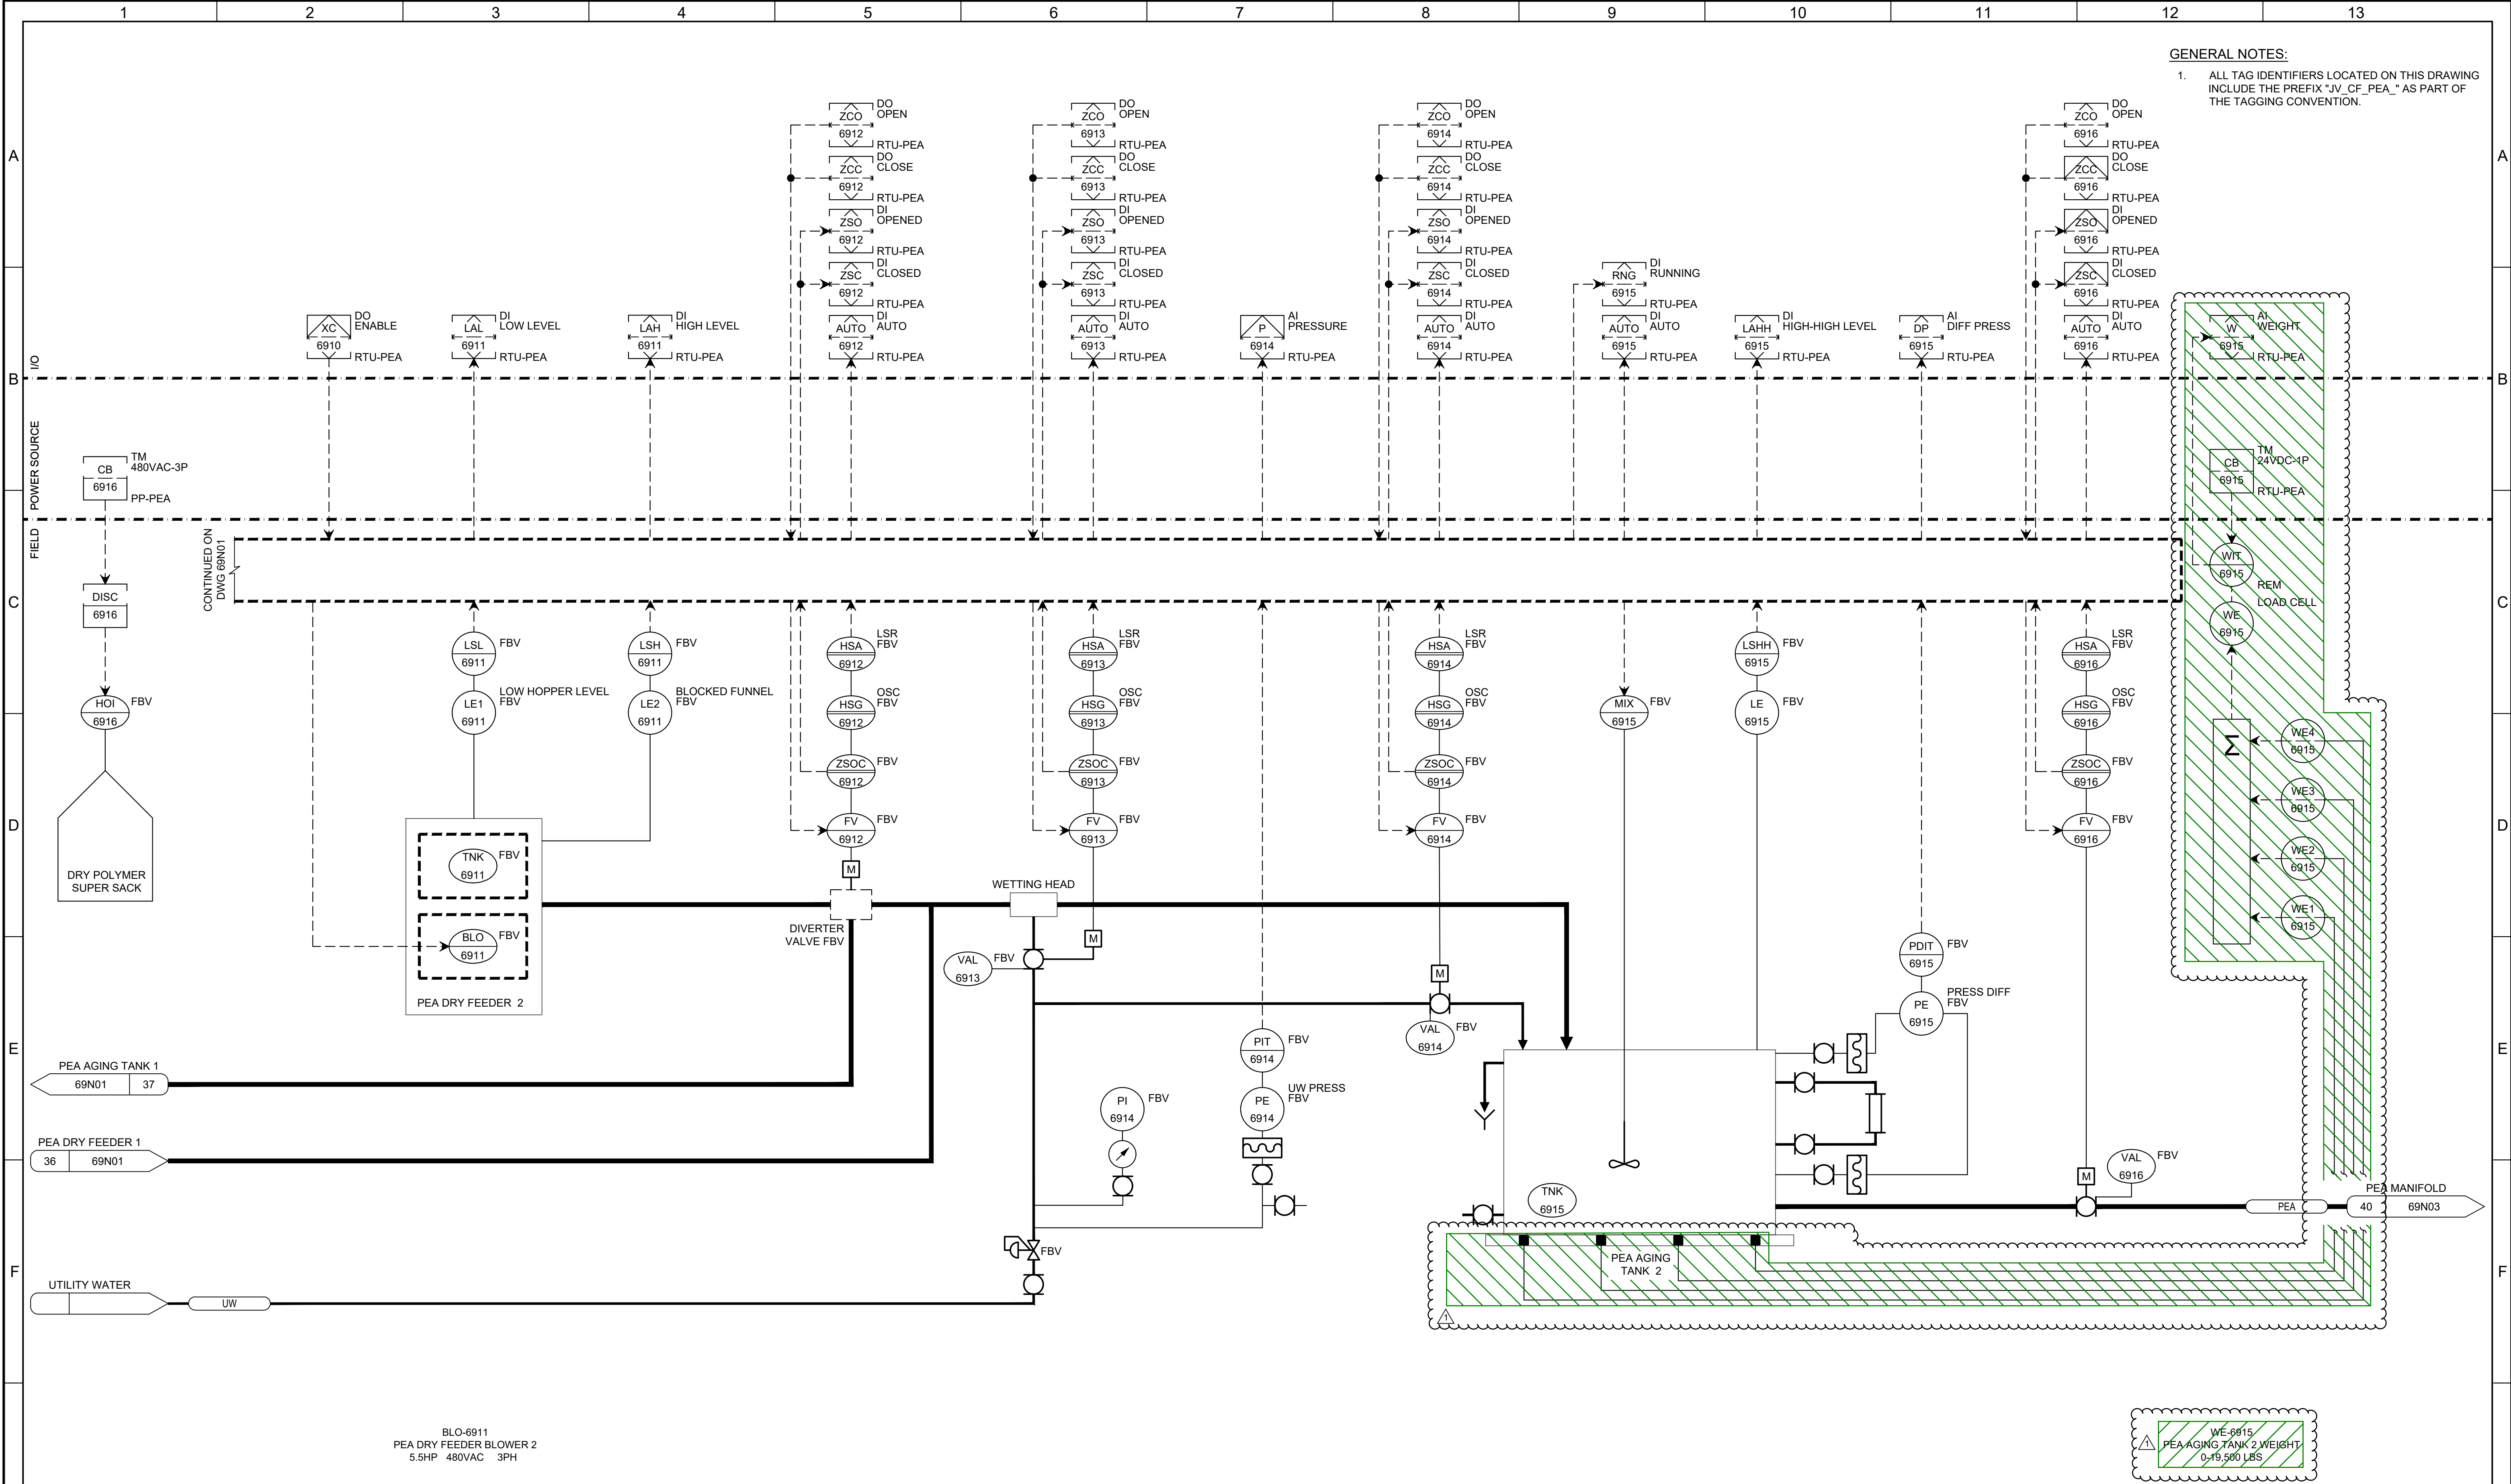 1 2 3 4 5 6 7 8 9 10 11 12 13
GENERAL NOTES:
1. ALL TAG IDENTIFIERS LOCATED ON THIS DRAWING
INCLUDE THE PREFIX "JV_CF_PEA_" AS PART OF
THE TAGGING CONVENTION.
A
A
B
B
C
C
D
D
E
E
F
F
I/O
POWER SOURCE
FIELD
CB
6916
TM
480VAC-3P
PP-PEA
DISC
6916
HOI
6916
FBV
DRY POLYMER
SUPER SACK
CONTINUED ON
DWG 69N01
XC
6910
DO
ENABLE
RTU-PEA
LAL
6911
DI
LOW LEVEL
RTU-PEA
LSL
6911
FBV
LE1
6911
LOW HOPPER LEVEL
FBV
TNK
6911
FBV
BLO
6911
FBV
PEA DRY FEEDER 2
LAH
6911
DI
HIGH LEVEL
RTU-PEA
LSH
6911
FBV
LE2
6911
BLOCKED FUNNEL
FBV
ZCO
6912
DO
OPEN
RTU-PEA
ZCC
6912
DO
CLOSE
RTU-PEA
ZSO
6912
DI
OPENED
RTU-PEA
ZSC
6912
DI
CLOSED
RTU-PEA
AUTO
6912
DI
AUTO
RTU-PEA
HSA
6912
LSR
FBV
HSG
6912
OSC
FBV
ZSOC
6912
FBV
FV
6912
FBV
M
DIVERTER
VALVE FBV
ZCO
6913
DO
OPEN
RTU-PEA
ZCC
6913
DO
CLOSE
RTU-PEA
ZSO
6913
DI
OPENED
RTU-PEA
ZSC
6913
DI
CLOSED
RTU-PEA
AUTO
6913
DI
AUTO
RTU-PEA
HSA
6913
LSR
FBV
HSG
6913
OSC
FBV
ZSOC
6913
FBV
FV
6913
FBV
WETTING HEAD
M
VAL
6913
FBV
P
6914
AI
PRESSURE
RTU-PEA
PIT
6914
FBV
PE
6914
UW PRESS
FBV
PI
6914
FBV
FBV
ZCO
6914
DO
OPEN
RTU-PEA
ZCC
6914
DO
CLOSE
RTU-PEA
ZSO
6914
DI
OPENED
RTU-PEA
ZSC
6914
DI
CLOSED
RTU-PEA
AUTO
6914
DI
AUTO
RTU-PEA
HSA
6914
LSR
FBV
HSG
6914
OSC
FBV
ZSOC
6914
FBV
FV
6914
FBV
M
VAL
6914
FBV
RNG
6915
DI
RUNNING
RTU-PEA
AUTO
6915
DI
AUTO
RTU-PEA
MIX
6915
FBV
LAHH
6915
DI
HIGH-HIGH LEVEL
RTU-PEA
LSHH
6915
FBV
LE
6915
FBV
DP
6915
AI
DIFF PRESS
RTU-PEA
PDIT
6915
FBV
PE
6915
PRESS DIFF
FBV
TNK
6915
PEA AGING
TANK 2
ZCO
6916
DO
OPEN
RTU-PEA
ZCC
6916
DO
CLOSE
RTU-PEA
ZSO
6916
DI
OPENED
RTU-PEA
ZSC
6916
DI
CLOSED
RTU-PEA
AUTO
6916
DI
AUTO
RTU-PEA
HSA
6916
LSR
FBV
HSG
6916
OSC
FBV
ZSOC
6916
FBV
FV
6916
FBV
M
VAL
6916
FBV
W
6915
AI
WEIGHT
RTU-PEA
CB
6915
TM
24VDC-1P
RTU-PEA
WIT
6915
REM
LOAD CELL
WE
6915
Σ
WE4
6915
WE3
6915
WE2
6915
WE1
6915
PEA AGING TANK 1
69N01 37
PEA DRY FEEDER 1
36 69N01
UTILITY WATER
UW
PEA
PEA MANIFOLD
40 69N03
1
BLO-6911
PEA DRY FEEDER BLOWER 2
5.5HP 480VAC 3PH
1
WE-6915
PEA AGING TANK 2 WEIGHT
0-19,500 LBS